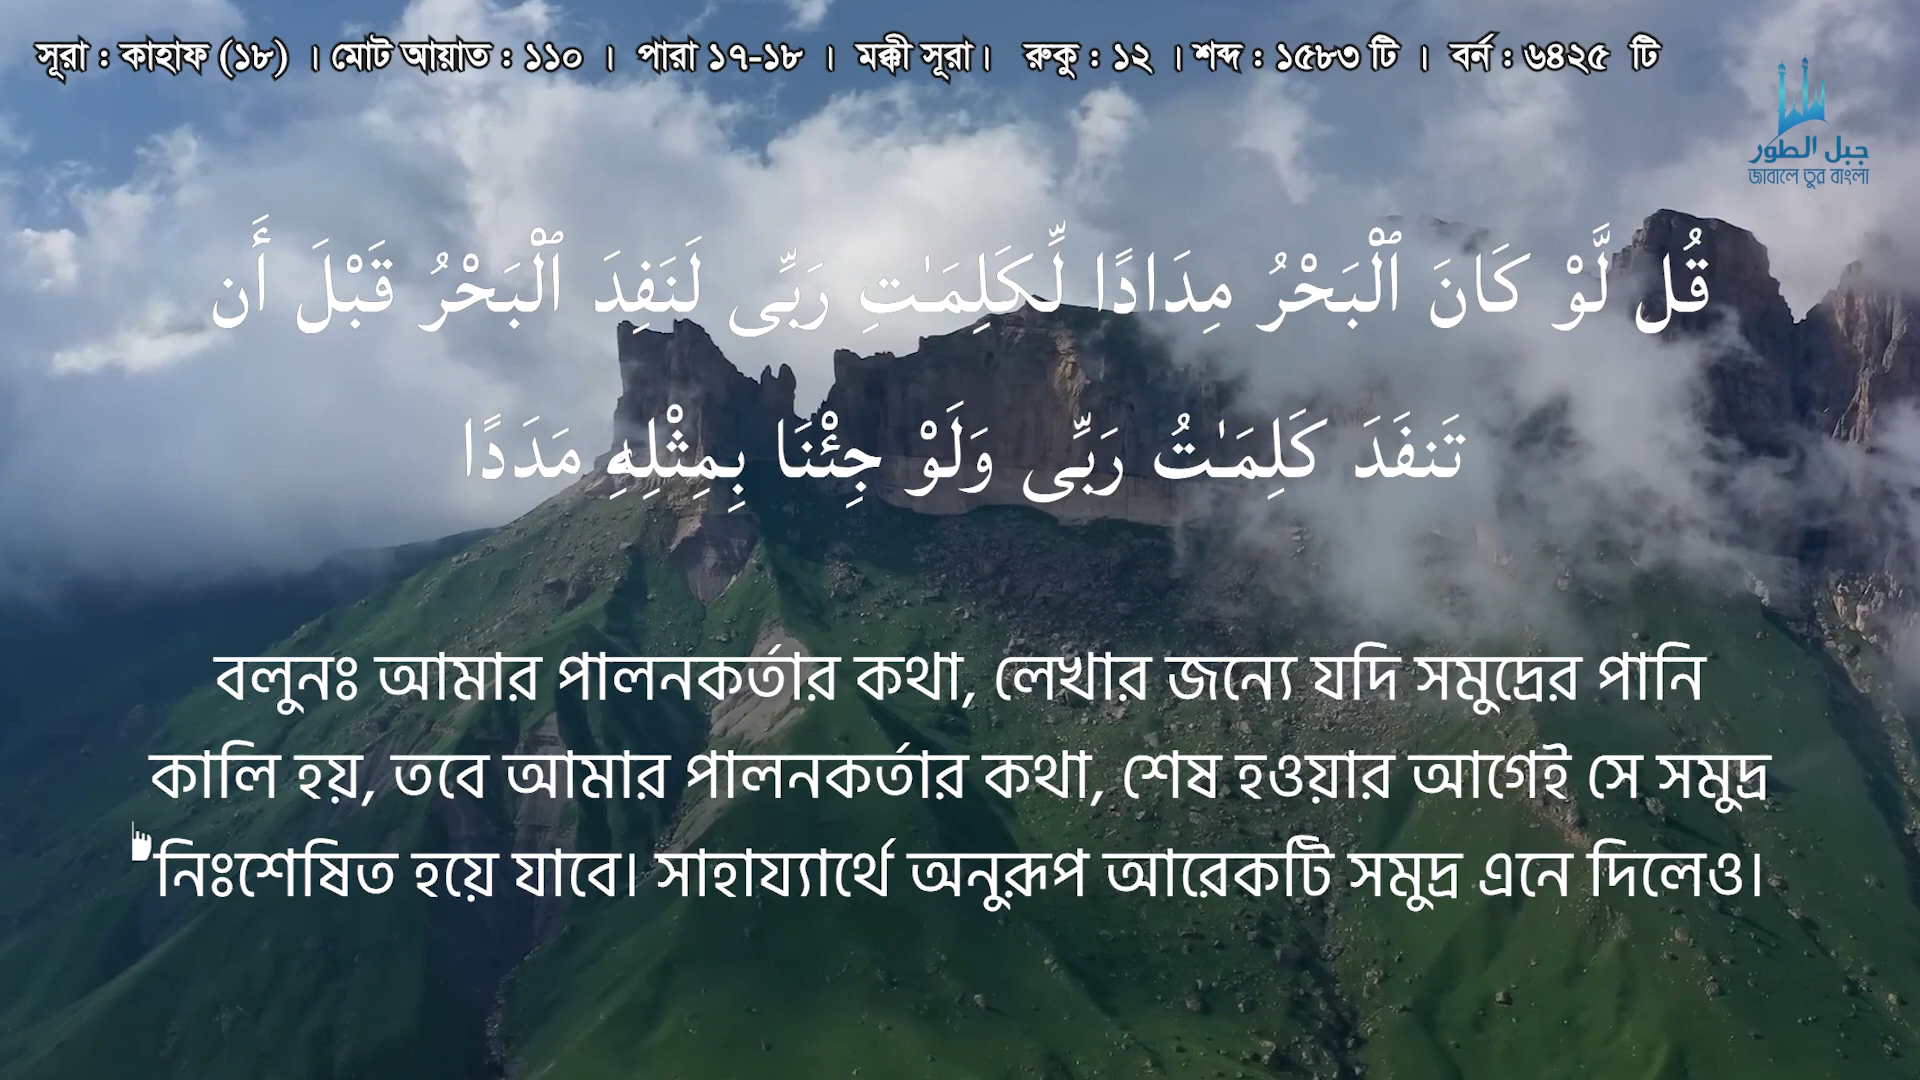 সূরা : কাহাফ (১৮) । মোট আয়াত : ১১০ । পারা ১৭-১৮ । মক্কী সূরা। রুকু : ১২ । শব্দ : ১৫৮৩ টি । বর্ন : ৬৪২৫ টি
جبل الطور
জাবালে তুর বাংলা
قُل لَّوْ كَانَ ٱلْبَحْرُ مِدَادًا لِّكَلِمَـٰتِ رَبِّى لَنَفِدَ ٱلْبَحْرُ قَبْلَ أَن
تَنفَدَ كَلِمَـٰتُ رَبِّى وَلَوْ جِئْنَا بِمِثْلِهِۦ مَدَدًا
বলুনঃ আমার পালনকর্তার কথা, লেখার জন্যে যদি সমুদ্রের পানি
কালি হয়, তবে আমার পালনকর্তার কথা, শেষ হওয়ার আগেই সে সমুদ্র
নিঃশেষিত হয়ে যাবে। সাহায্যার্থে অনুরূপ আরেকটি সমুদ্র এনে দিলেও।